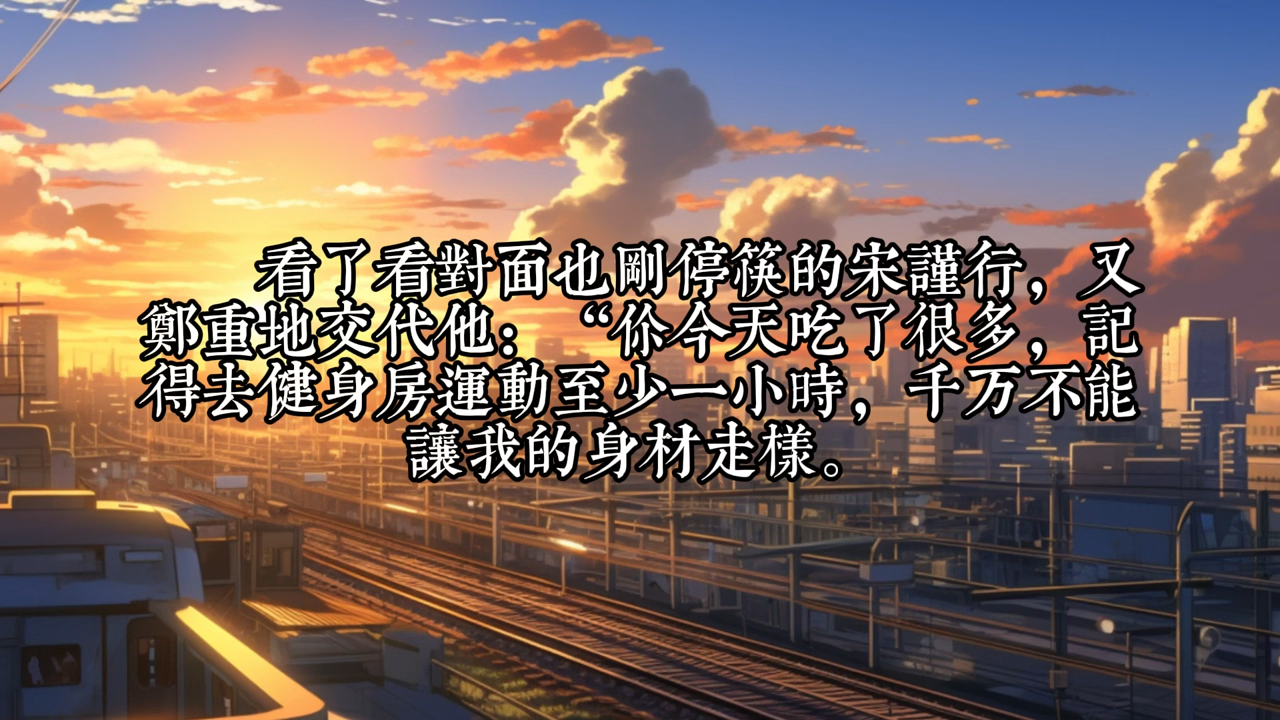 看了看對面也剛停筷的宋謹行，又
鄭重地交代他：“你今天吃了很多，記
得去健身房運動至少一小時，千万不能
讓我的身材走樣。